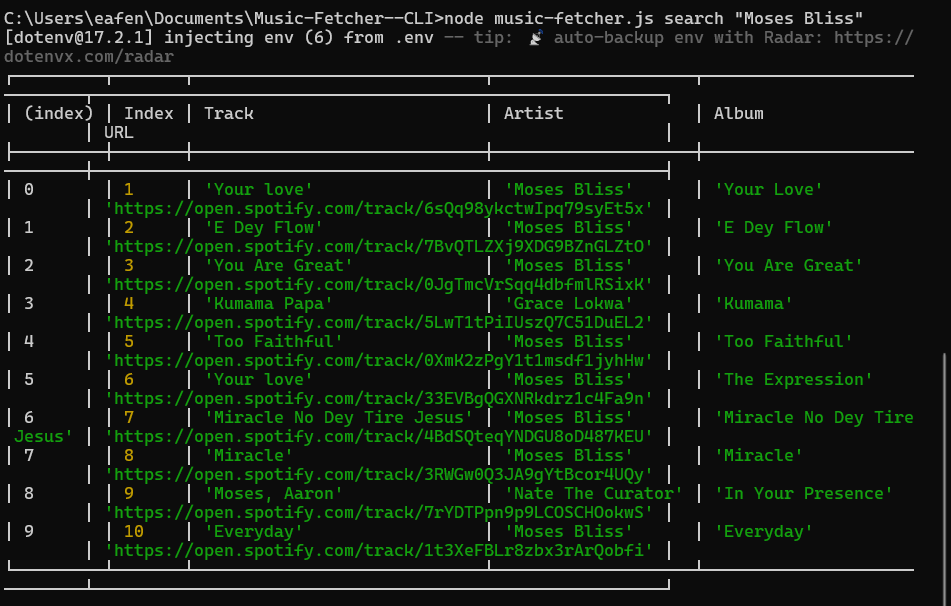 C:\Users\eafen\Documents\Music-Fetcher--CLI>node music-fetcher.js search "Moses Bliss"
[dotenv@17.2.1] injecting env (6) from .env -- tip: 📡 auto-backup env with Radar: https://
dotenvx.com/radar
(index) Index Track Artist Album
URL
0 1 'Your love' 'Moses Bliss' 'Your Love'
'https://open.spotify.com/track/6sQq98ykctwIpq79syEt5x'
1 2 'E Dey Flow' 'Moses Bliss' 'E Dey Flow'
'https://open.spotify.com/track/7BvQTLZXj9XDG9BZnGLZtO'
2 3 'You Are Great' 'Moses Bliss' 'You Are Great'
'https://open.spotify.com/track/0JgTmcVrSqq4dbfmlRSixK'
3 4 'Kumama Papa' 'Grace Lokwa' 'Kumama'
'https://open.spotify.com/track/5LwT1tPiIUszQ7C51DuEL2'
4 5 'Too Faithful' 'Moses Bliss' 'Too Faithful'
'https://open.spotify.com/track/0XmK2zPgY1t1msdf1jyhHw'
5 6 'Your love' 'Moses Bliss' 'The Expression'
'https://open.spotify.com/track/33EVBgQGXNRkdrz1c4Fa9n'
6 7 'Miracle No Dey Tire Jesus' 'Moses Bliss' 'Miracle No Dey Tire
Jesus' 'https://open.spotify.com/track/4BdSQteqYNDGU8oD487KEU'
7 8 'Miracle' 'Moses Bliss' 'Miracle'
'https://open.spotify.com/track/3RWGw0Q3JA9gYtBcor4UQy'
8 9 'Moses, Aaron' 'Nate The Curator' 'In Your Presence'
'https://open.spotify.com/track/7rYDTPpn9p9LCOSCHOokwS'
9 10 'Everyday' 'Moses Bliss' 'Everyday'
'https://open.spotify.com/track/1t3XeFBLr8zbx3rArQobfi'